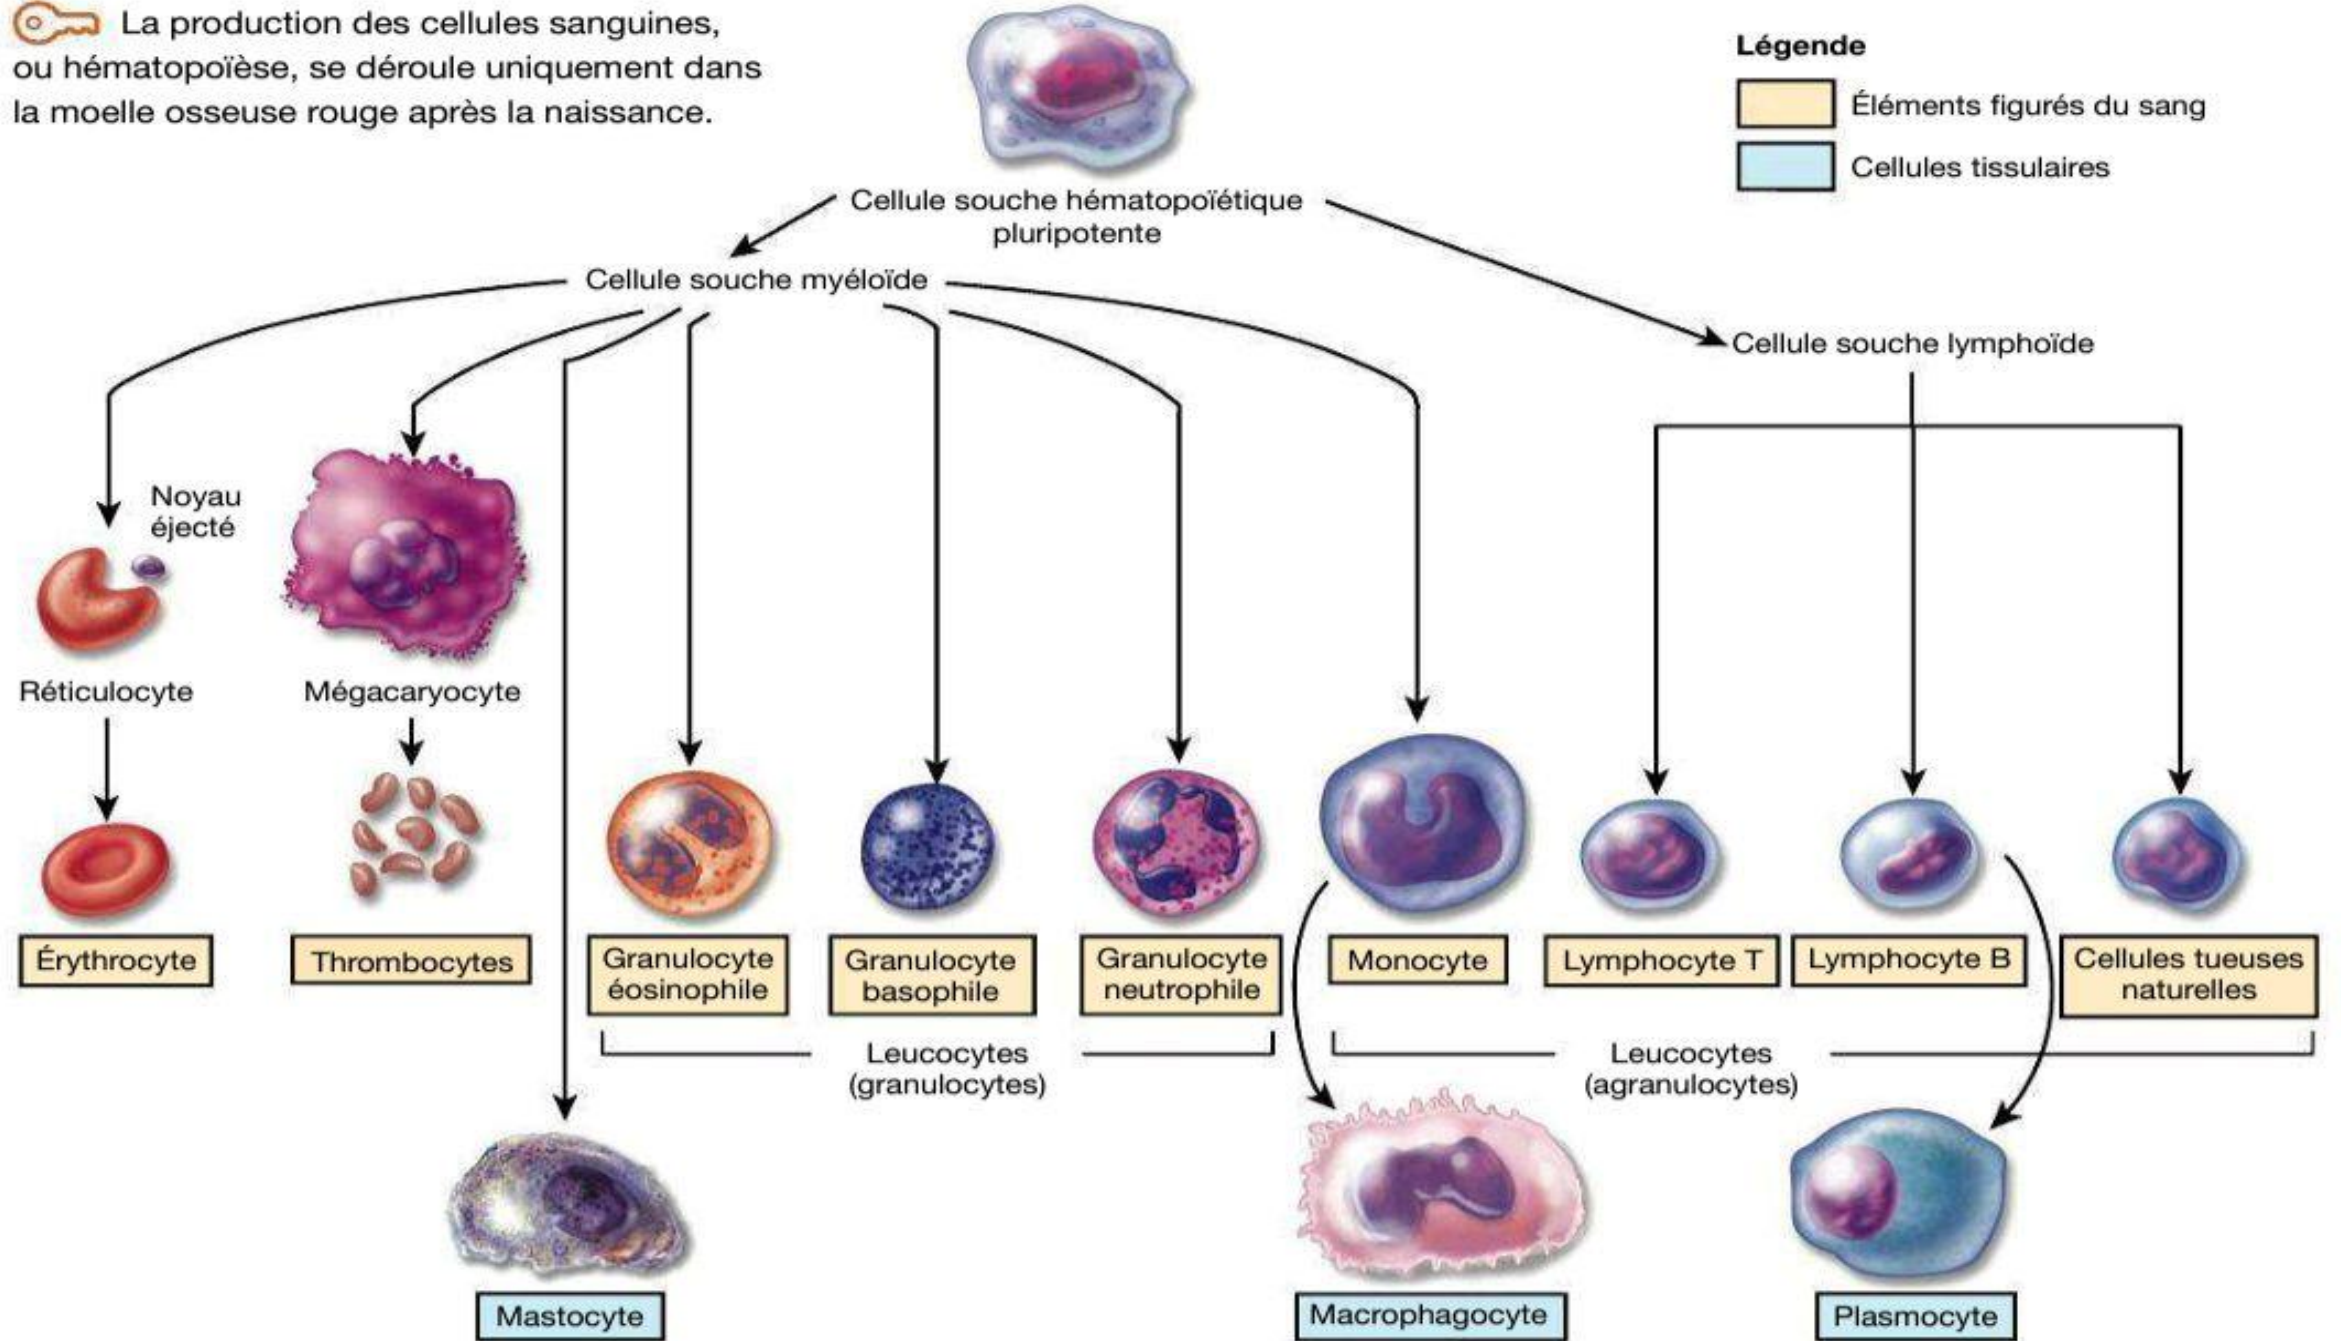 La production des cellules sanguines,
ou hématopoïèse, se déroule uniquement dans
la moelle osseuse rouge après la naissance.
Légende
Éléments figurés du sang
Cellules tissulaires
Cellule souche hématopoïétique
pluripotente
Cellule souche myéloïde
Cellule souche lymphoïde
Noyau
éjecté
Réticulocyte
Mégacaryocyte
Érythrocyte
Thrombocytes
Granulocyte
éosinophile
Granulocyte
basophile
Granulocyte
neutrophile
Monocyte
Lymphocyte T
Lymphocyte B
Cellules tueuses
naturelles
Leucocytes
(granulocytes)
Leucocytes
(agranulocytes)
Mastocyte
Macrophagocyte
Plasmocyte